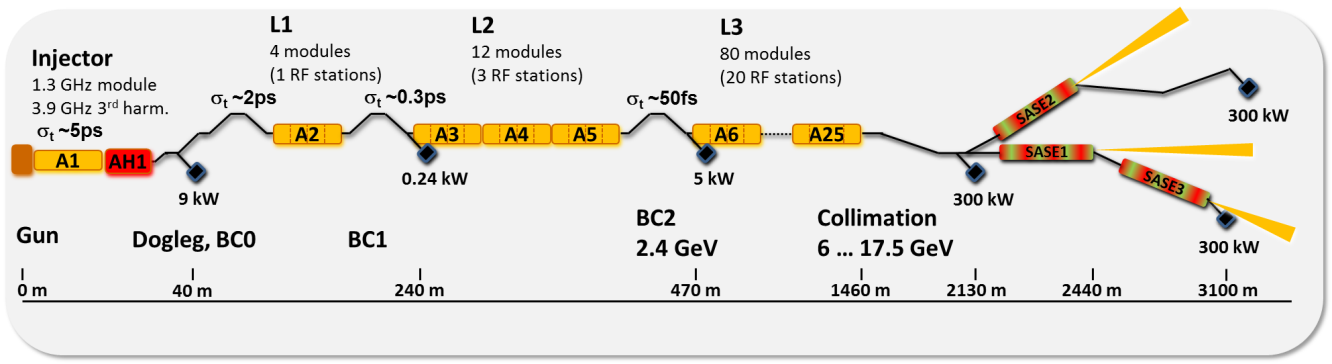 Injector
1.3 GHz module
3.9 GHz 3rd harm.
σt ~5ps
L1
4 modules
(1 RF stations)
L2
12 modules
(3 RF stations)
L3
80 modules
(20 RF stations)
σt ~2ps
σt ~0.3ps
σt ~50fs
A1
AH1
A2
A3
A4
A5
A6
A25
SASE2
SASE1
SASE3
9 kW
0.24 kW
5 kW
300 kW
300 kW
300 kW
Gun
Dogleg, BC0
BC1
BC2
2.4 GeV
Collimation
6 ... 17.5 GeV
0 m
40 m
240 m
470 m
1460 m
2130 m
2440 m
3100 m